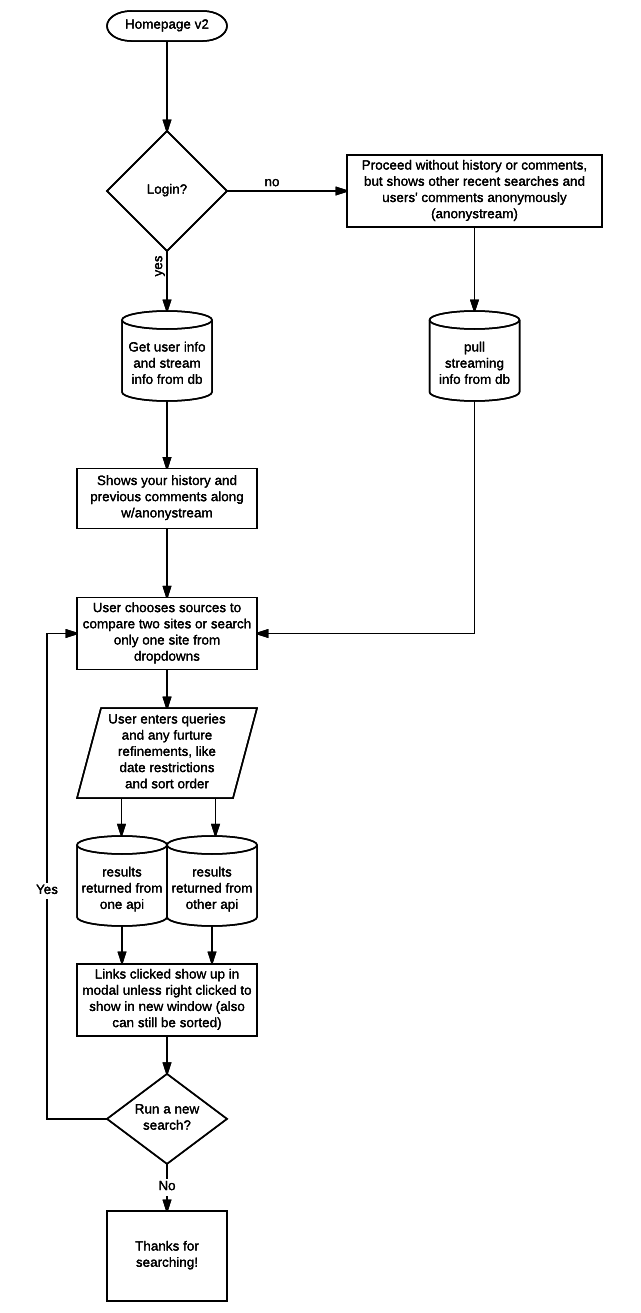 Homepage v2
Login?
no
Proceed without history or comments,
but shows other recent searches and
users' comments anonymously
(anonystream)
yes
Get user info
and stream
info from db
pull
streaming
info from db
Shows your history and
previous comments along
w/anonystream
User chooses sources to
compare two sites or search
only one site from
dropdowns
User enters queries
and any furture
refinements, like
date restrictions
and sort order
results
returned from
one api
results
returned from
other api
Yes
Links clicked show up in
modal unless right clicked to
show in new window (also
can still be sorted)
Run a new
search?
No
Thanks for
searching!